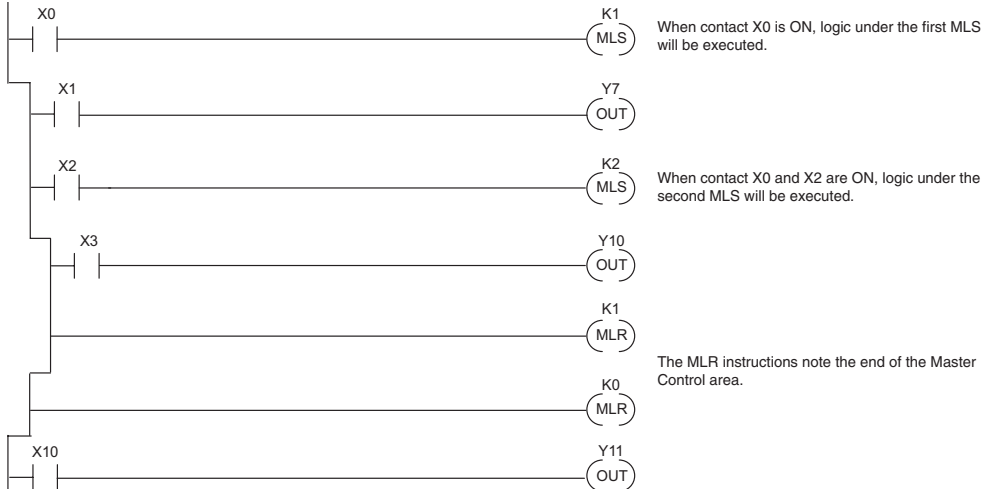 X0
K1
MLS
When contact X0 is ON, logic under the first MLS
will be executed.
X1
Y7
OUT
X2
K2
MLS
When contact X0 and X2 are ON, logic under the
second MLS will be executed.
X3
Y10
OUT
K1
MLR
The MLR instructions note the end of the Master
Control area.
K0
MLR
X10
Y11
OUT